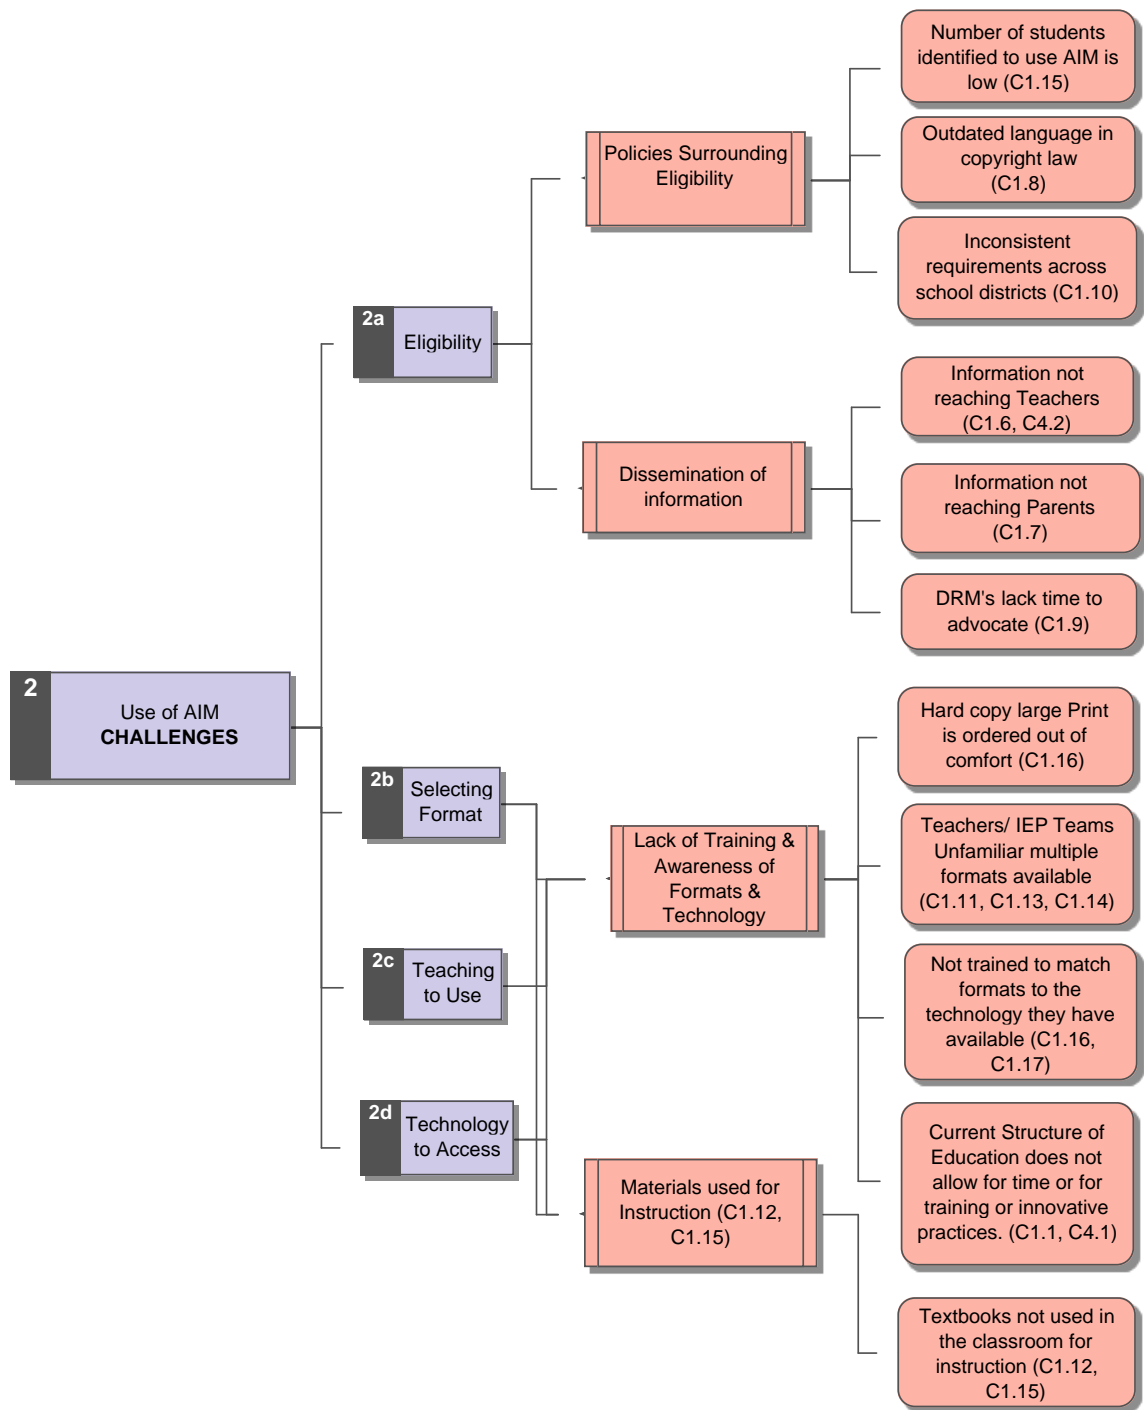 Number of students
identified to use AIM is
low (C1.15)
Outdated language in
copyright law
(C1.8)
Inconsistent
requirements across
school districts (C1.10)
Policies Surrounding
Eligibility
2a
Eligibility
Information not
reaching Teachers
(C1.6, C4.2)
Information not
reaching Parents
(C1.7)
DRM's lack time to
advocate (C1.9)
Dissemination of
information
2
Use of AIM
CHALLENGES
2b
Selecting
Format
2c
Teaching
to Use
2d
Technology
to Access
Lack of Training &
Awareness of
Formats &
Technology
Hard copy large Print
is ordered out of
comfort (C1.16)
Teachers/ IEP Teams
Unfamiliar multiple
formats available
(C1.11, C1.13, C1.14)
Not trained to match
formats to the
technology they have
available (C1.16,
C1.17)
Current Structure of
Education does not
allow for time or for
training or innovative
practices. (C1.1, C4.1)
Materials used for
Instruction (C1.12,
C1.15)
Textbooks not used in
the classroom for
instruction (C1.12,
C1.15)